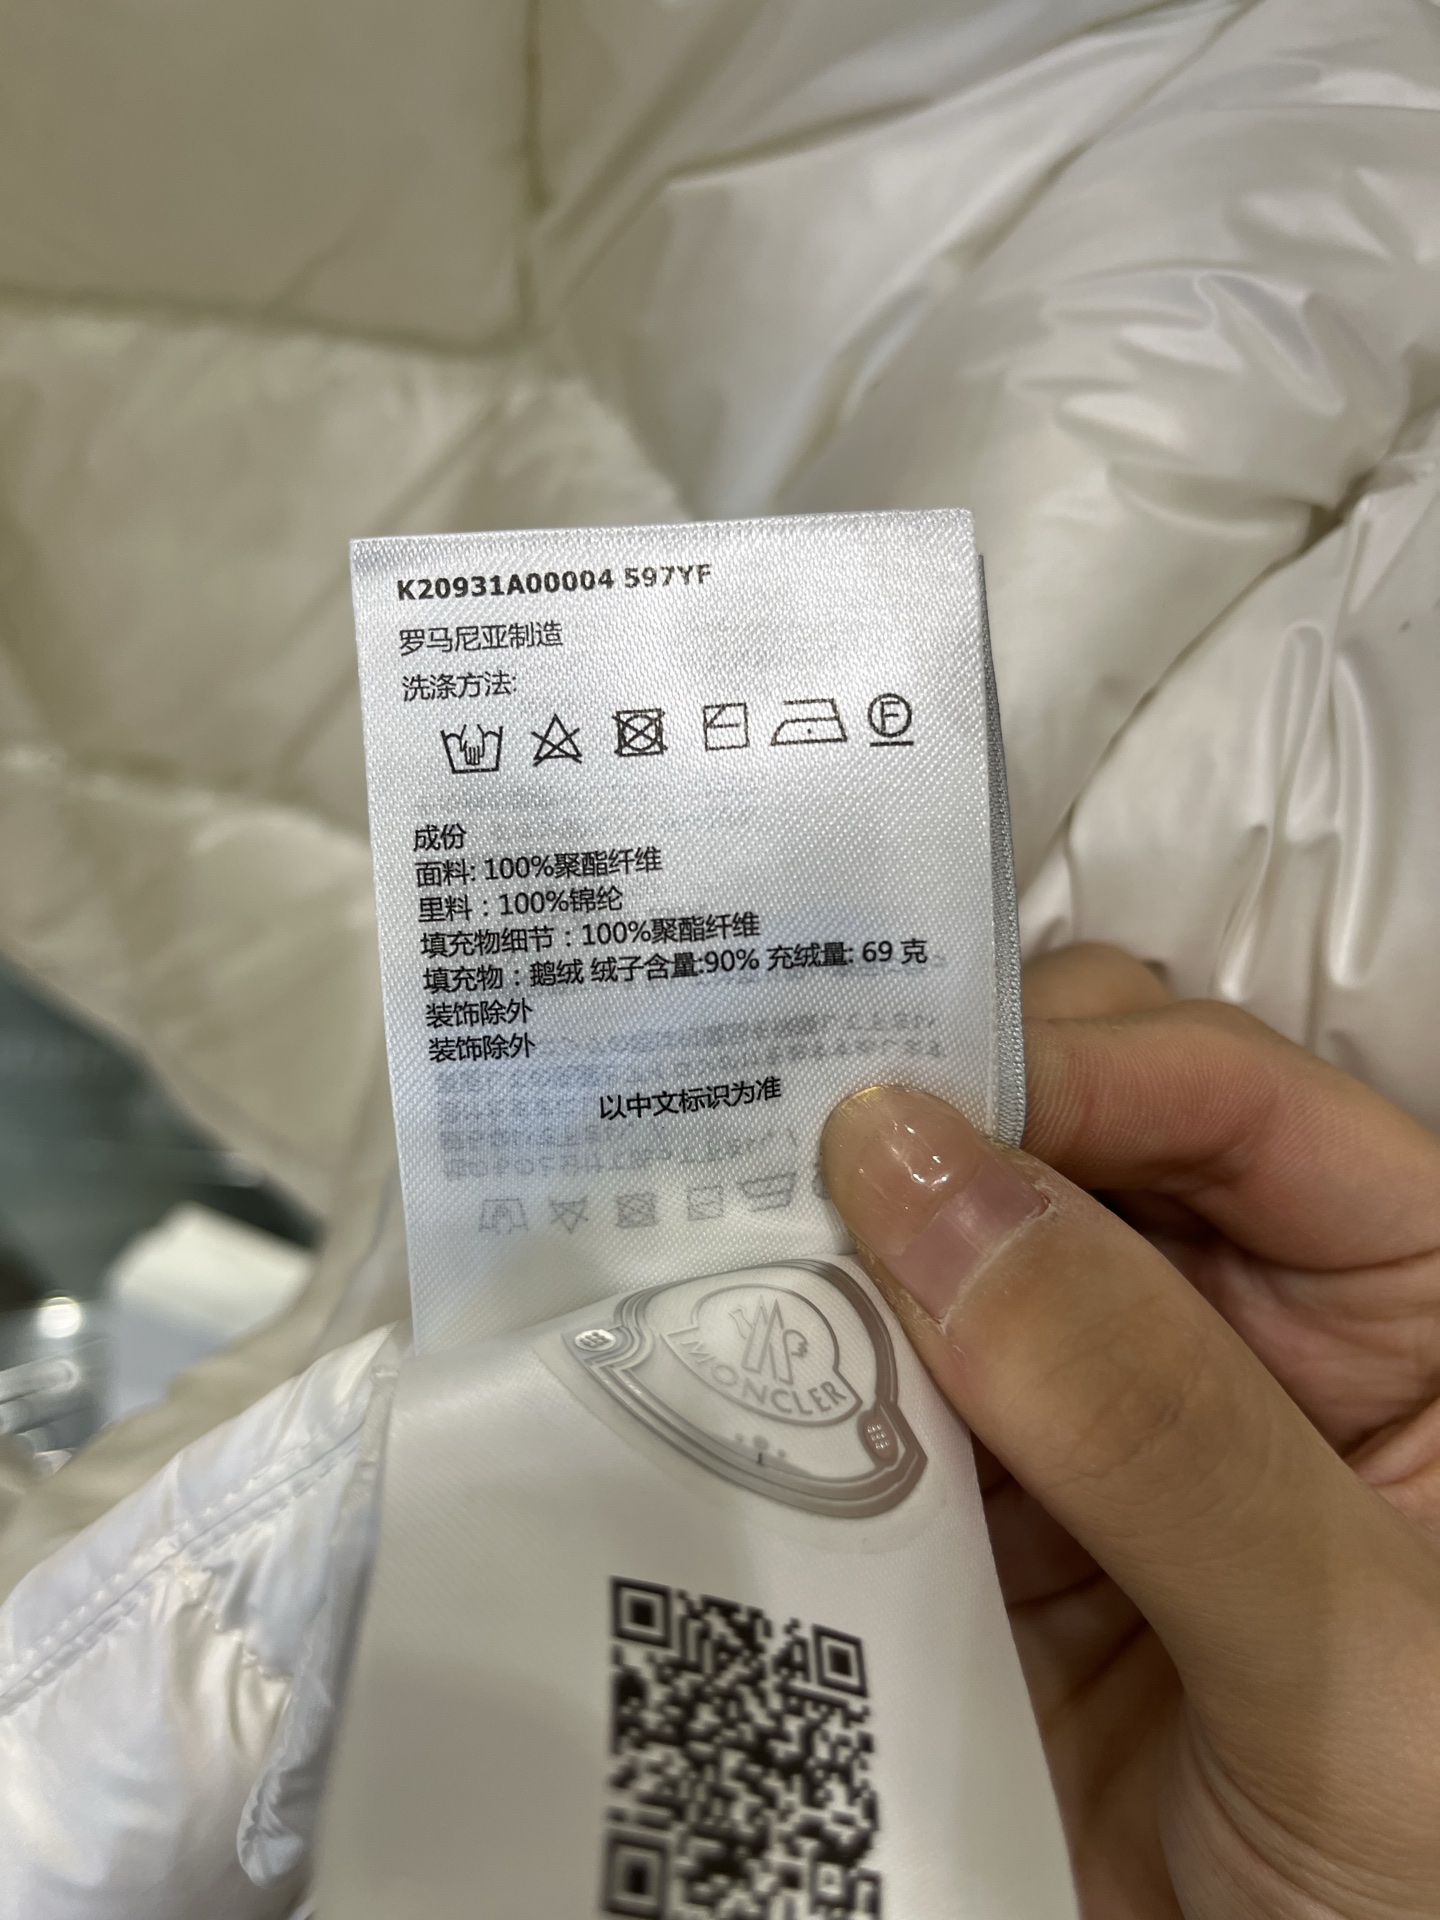 K20931A00004 597YF
罗马尼亚制造
洗涤方法:
F
成份
面料: 100%聚酯纤维
里料：100%锦纶
填充物细节：100%聚酯纤维
填充物：鹅绒 绒子含量:90% 充绒量: 69 克
装饰除外
装饰除外
以中文标识为准
MONCLER